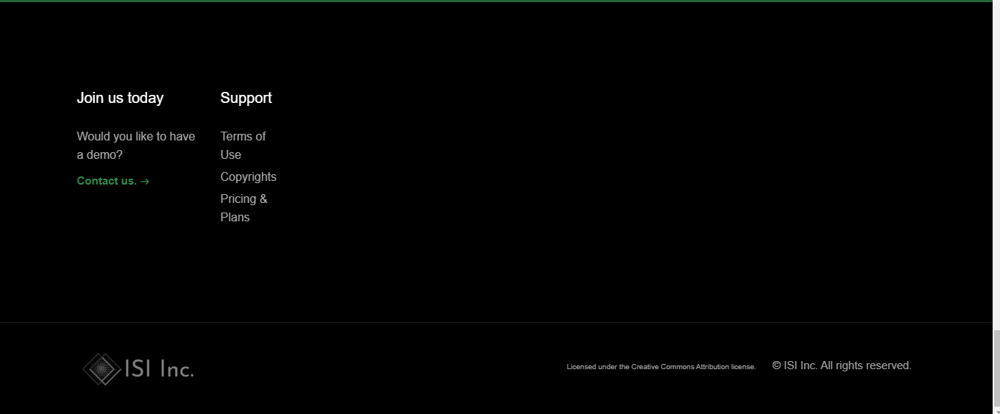 Join us today
Would you like to have
a demo?
Contact us. →
Support
Terms of
Use
Copyrights
Pricing &
Plans
ISI Inc.
Licensed under the Creative Commons Attribution license.
© ISI Inc. All rights reserved.